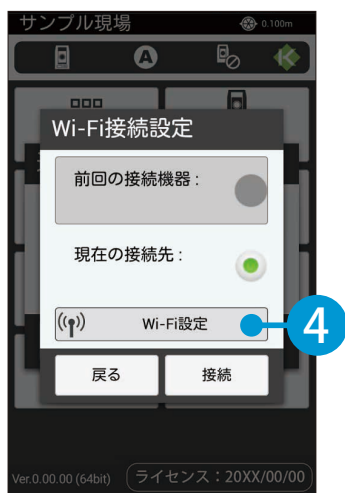 サンプル現場
0.100m
A
Wi-Fi接続設定
前回の接続機器 :
現在の接続先 :
Wi-Fi設定
4
戻る
接続
Ver.0.00.00 (64bit)
ライセンス：20XX/00/00